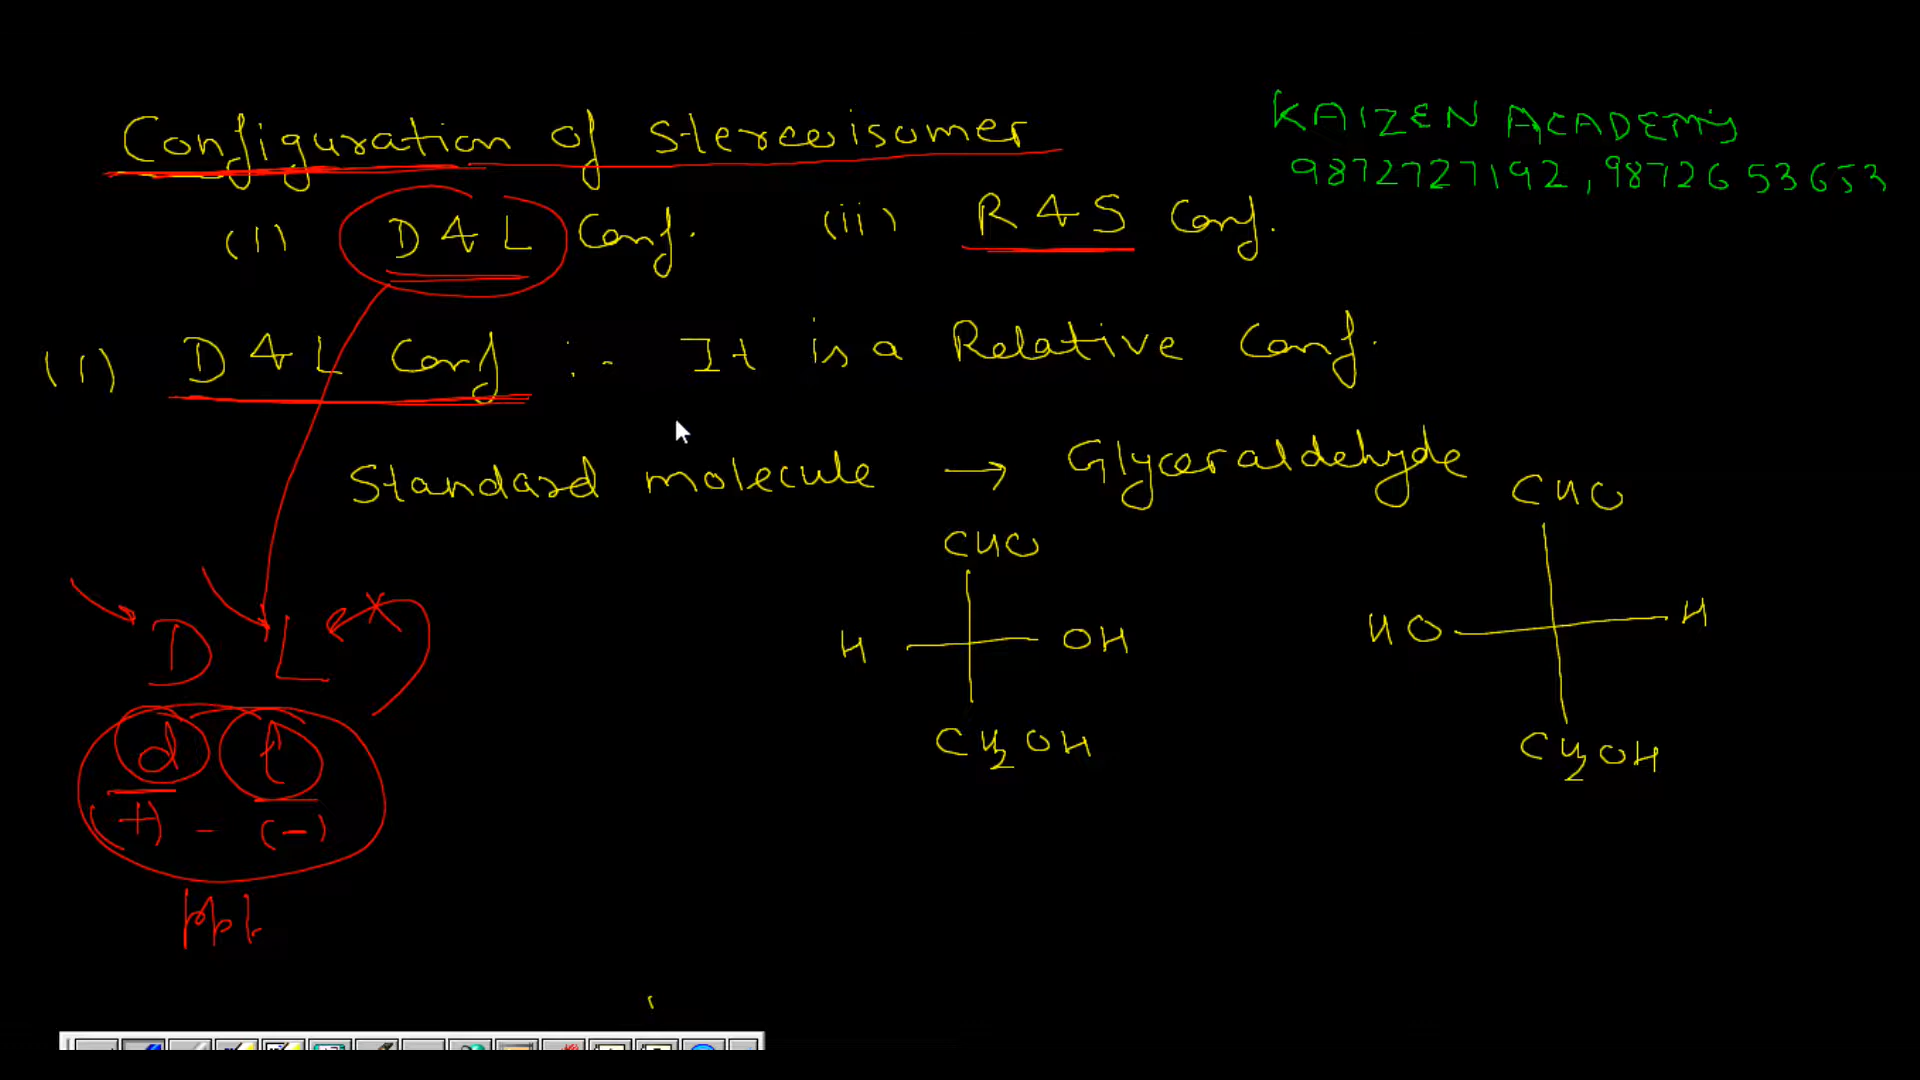 Configuration of stereoisomer
KAIZEN ACADEMY
9872727192, 9872653653
(i) D & L Conf. (ii) R & S Conf.
(i) D & L Conf :- It is a Relative Conf.
Standard molecule → Glyceraldehyde
CHO CHO
H OH HO H
CH2OH CH2OH
D L
d l
(+) - (-)
ppt